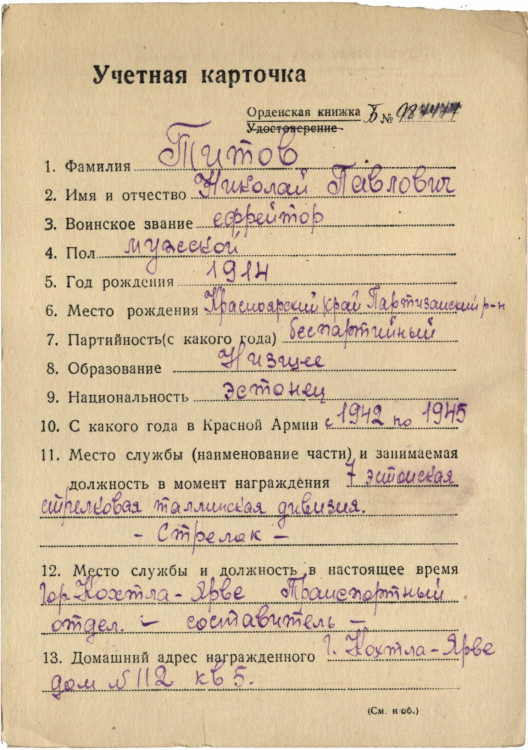 Учетная карточка
Орденская книжка Б № 987477
Удостоверение
1. Фамилия Титов
2. Имя и отчество Николай Павлович
3. Воинское звание ефрейтор
4. Пол мужской
5. Год рождения 1914
6. Место рождения Красноярский край Партизанский р-н
7. Партийность (с какого года) беспартийный
8. Образование Низшее
9. Национальность эстонец
10. С какого года в Красной Армии с 1942 по 1945
11. Место службы (наименование части) и занимаемая
должность в момент награждения 7 эстонская
стрелковая таллинская дивизия.
- Стрелок -
12. Место службы и должность в настоящее время
Гор. Кохтла-Ярве Транспортный
отдел. - составитель -
13. Домашний адрес награжденного г. Кохтла-Ярве
дом № 112 кв 5.
(См. н об.)